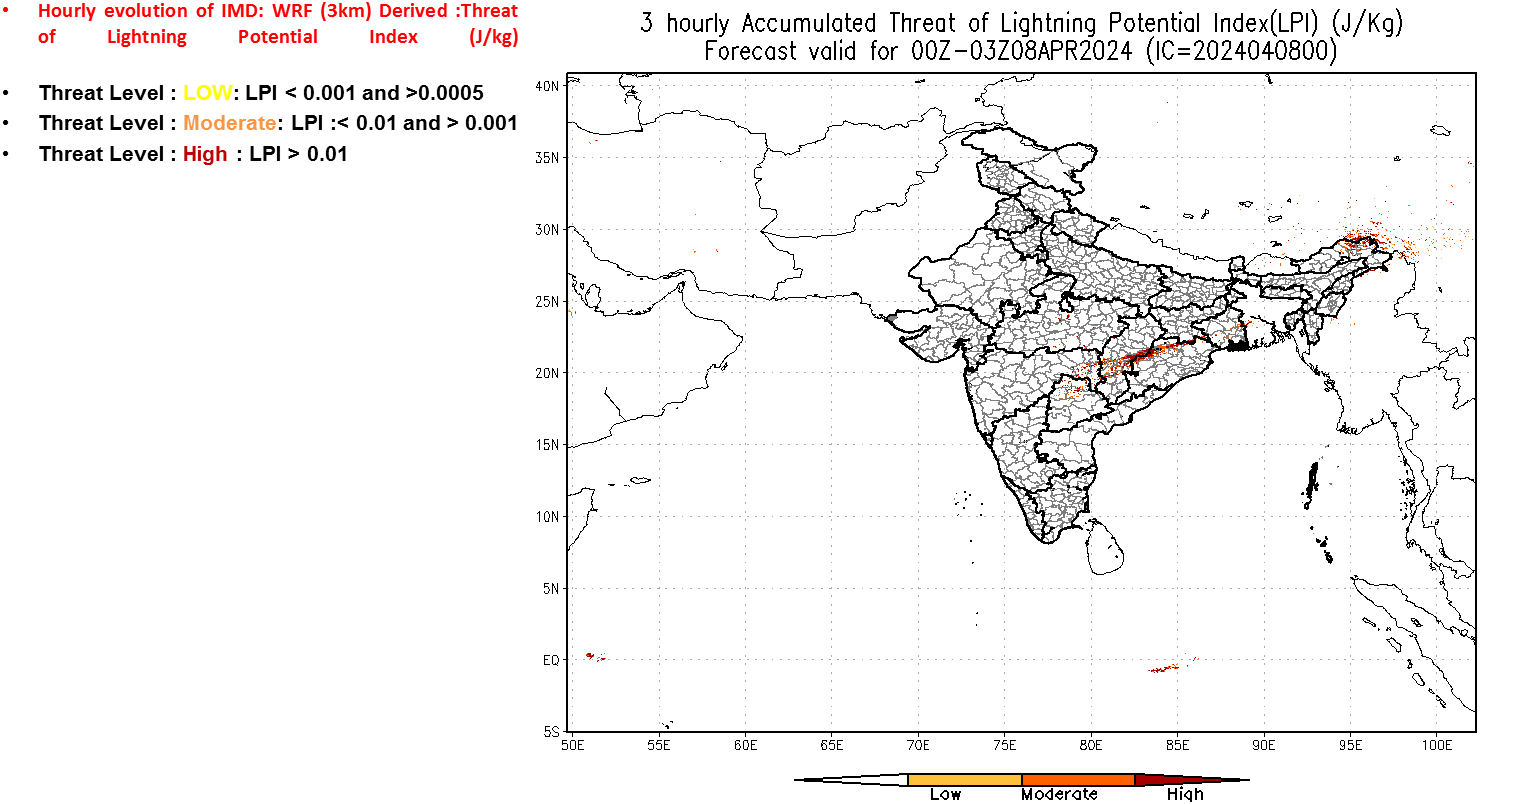 • Hourly evolution of IMD: WRF (3km) Derived :Threat
of Lightning Potential Index (J/kg)
• Threat Level : LOW: LPI < 0.001 and >0.0005
• Threat Level : Moderate: LPI :< 0.01 and > 0.001
• Threat Level : High : LPI > 0.01
3 hourly Accumulated Threat of Lightning Potential Index(LPI) (J/Kg)
Forecast valid for 00Z-03Z08APR2024 (IC=2024040800)
40N
35N
30N
25N
20N
15N
10N
5N
EQ
5S
50E 55E 60E 65E 70E 75E 80E 85E 90E 95E 100E
Low Moderate High